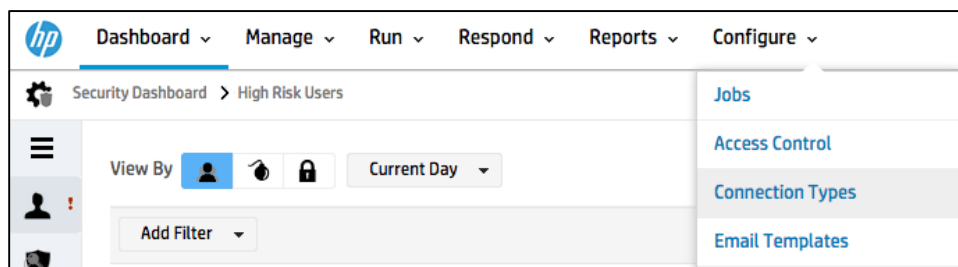 hp Dashboard Manage Run Respond Reports Configure
Security Dashboard > High Risk Users
Jobs
Access Control
View By Current Day
Connection Types
Add Filter
Email Templates